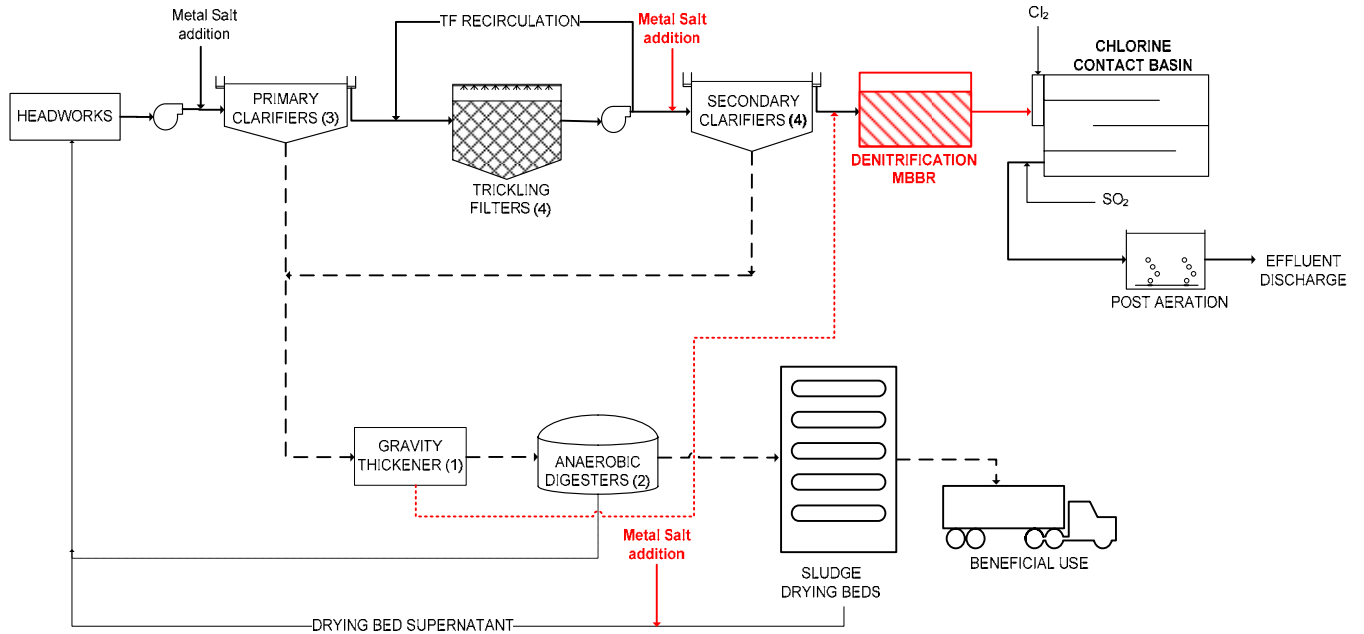 Metal Salt
addition
TF RECIRCULATION
Metal Salt
addition
Cl₂
CHLORINE
CONTACT BASIN
HEADWORKS
PRIMARY
CLARIFIERS (3)
SECONDARY
CLARIFIERS (4)
TRICKLING
FILTERS (4)
DENITRIFICATION
MBBR
SO₂
EFFLUENT
DISCHARGE
POST AERATION
GRAVITY
THICKENER (1)
ANAEROBIC
DIGESTERS (2)
Metal Salt
addition
SLUDGE
DRYING BEDS
BENEFICIAL USE
DRYING BED SUPERNATANT